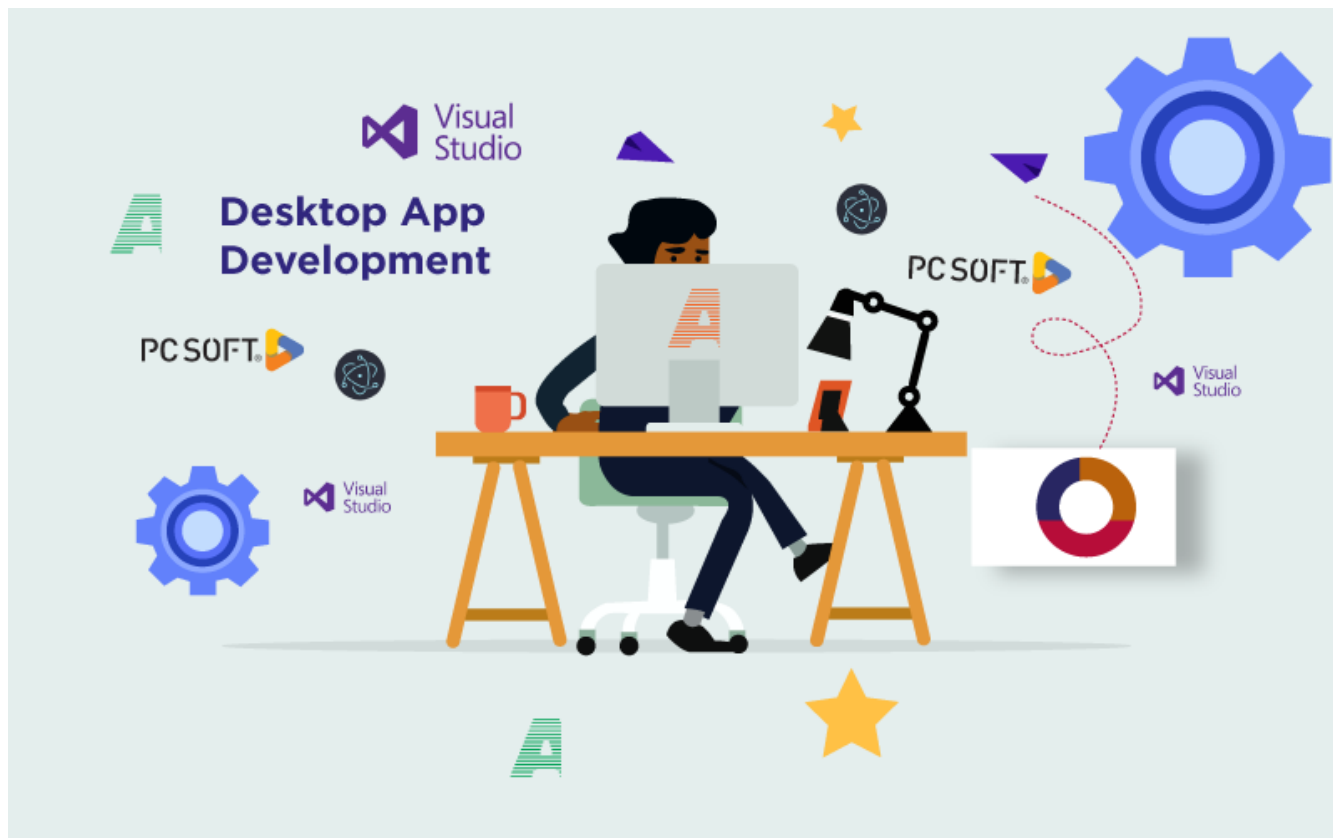 Visual
Studio
A
Desktop App
Development
PC SOFT®
A
PC SOFT®
Visual
Studio
Visual
Studio
A